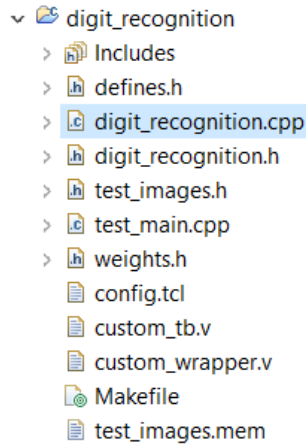 digit_recognition
Includes
defines.h
digit_recognition.cpp
digit_recognition.h
test_images.h
test_main.cpp
weights.h
config.tcl
custom_tb.v
custom_wrapper.v
Makefile
test_images.mem